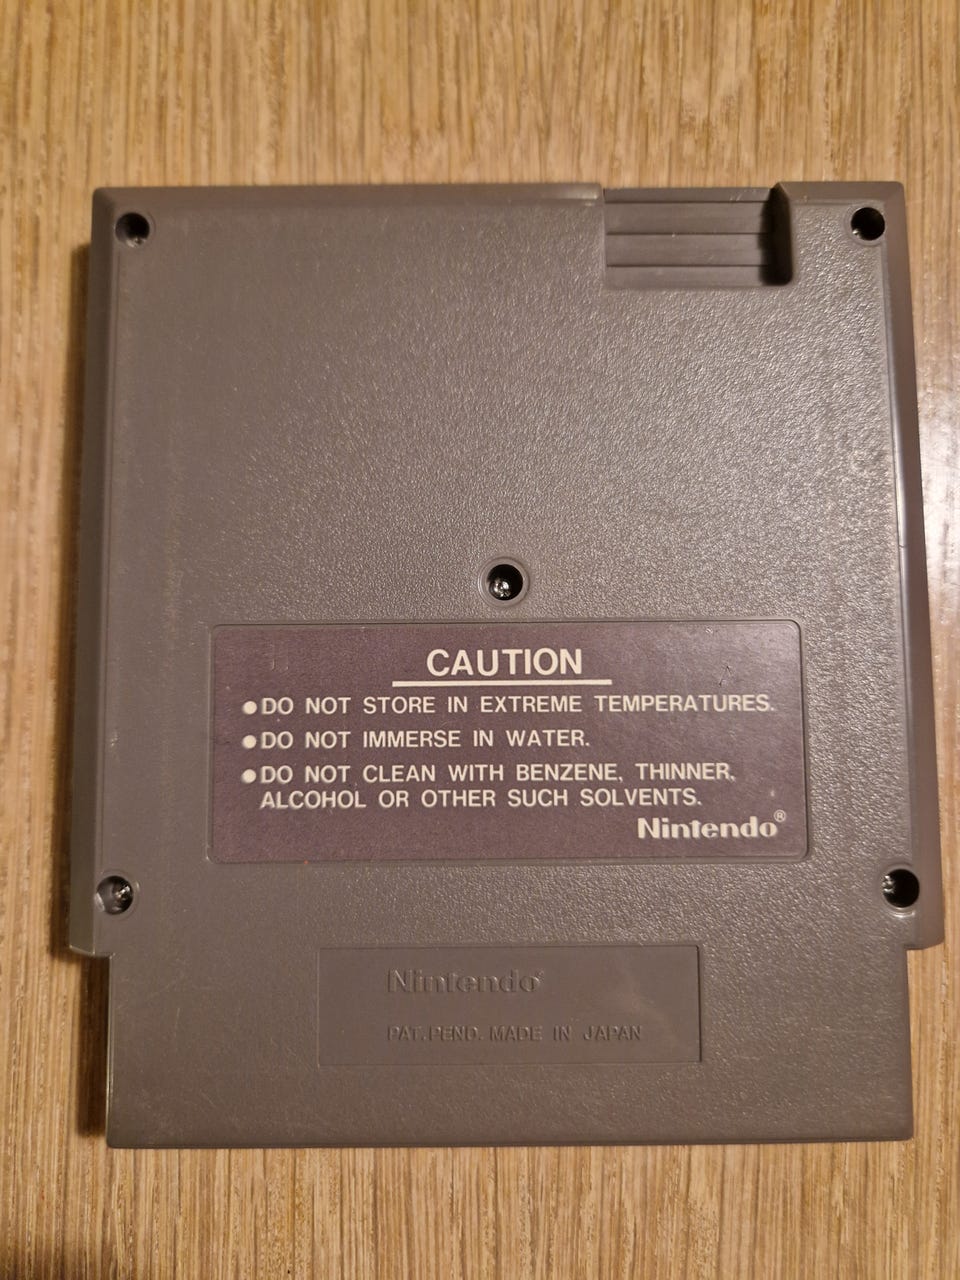 CAUTION
●DO NOT STORE IN EXTREME TEMPERATURES.
●DO NOT IMMERSE IN WATER.
●DO NOT CLEAN WITH BENZENE, THINNER,
ALCOHOL OR OTHER SUCH SOLVENTS.
Nintendo®
Nintendo®
PAT. PEND. MADE IN JAPAN